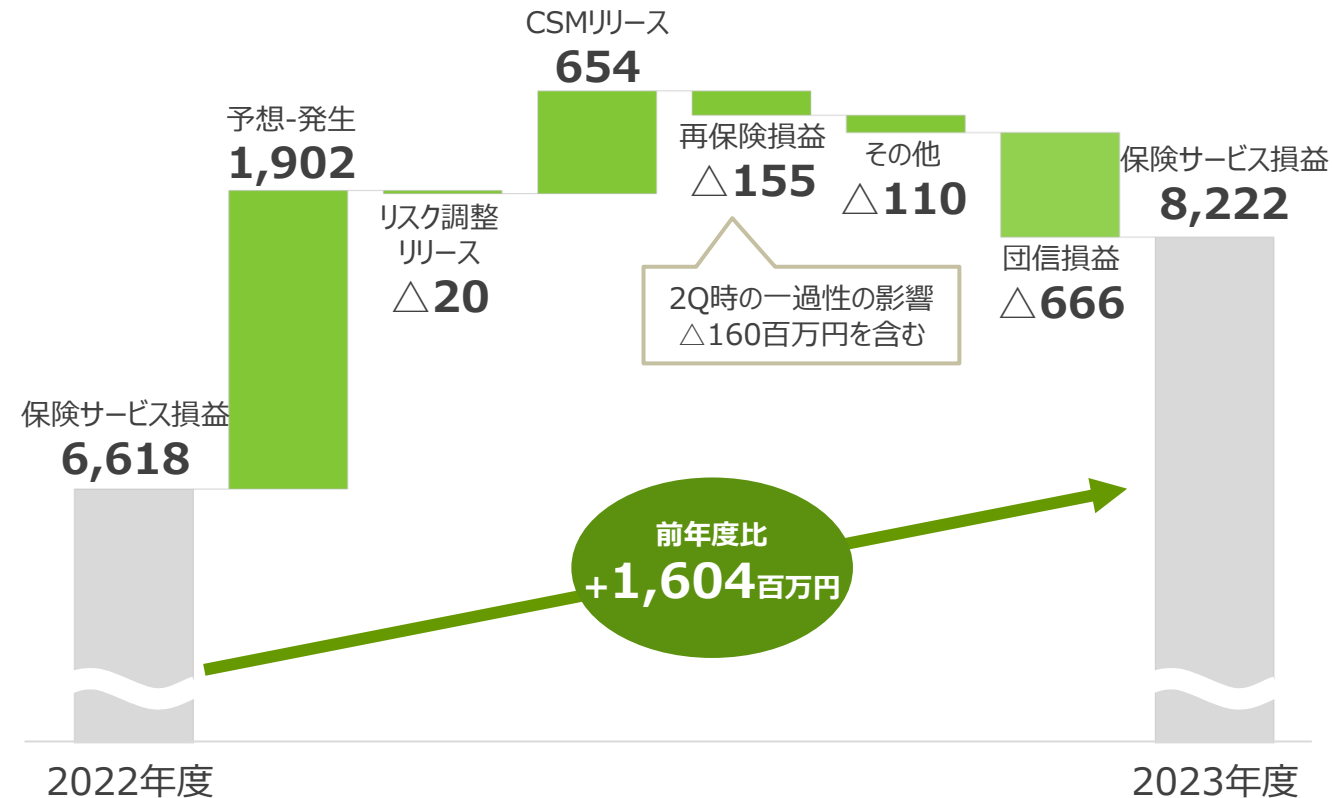 CSMリリース
654
予想-発生
1,902
リスク調整
リリース
△20
再保険損益
△155
その他
△110
保険サービス損益
8,222
団信損益
△666
2Q時の一過性の影響
△160百万円を含む
保険サービス損益
6,618
前年度比
+1,604百万円
2022年度
2023年度